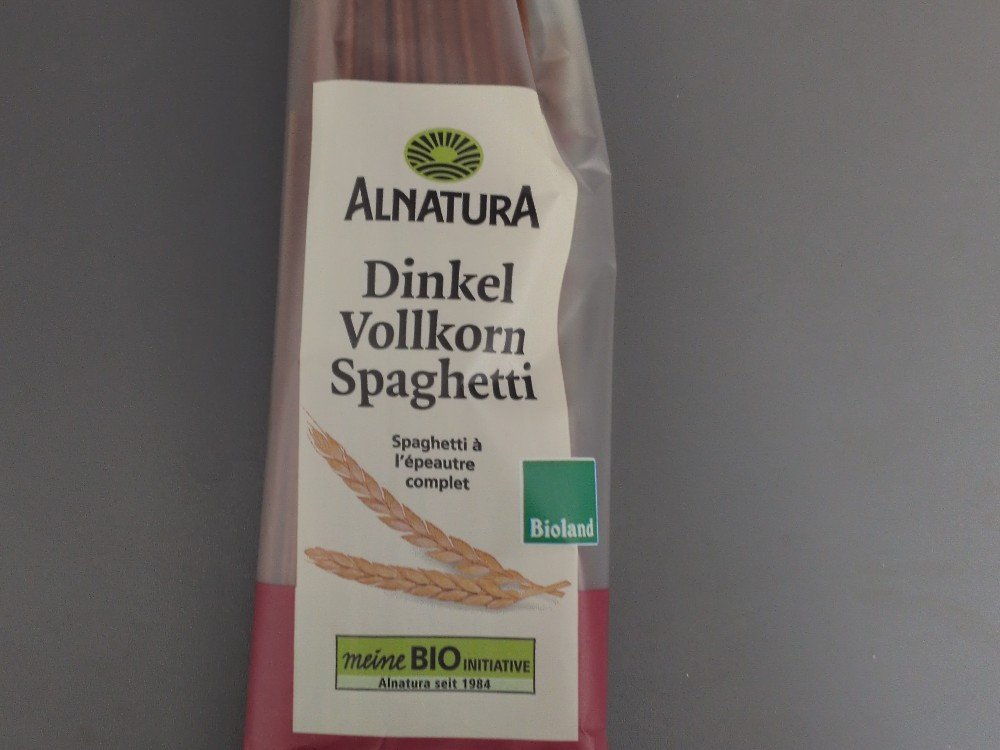 ALNATURA
Dinkel
Vollkorn
Spaghetti
Spaghetti à
l'épeautre
complet
Bioland
meine BIO INITIATIVE
Alnatura seit 1984